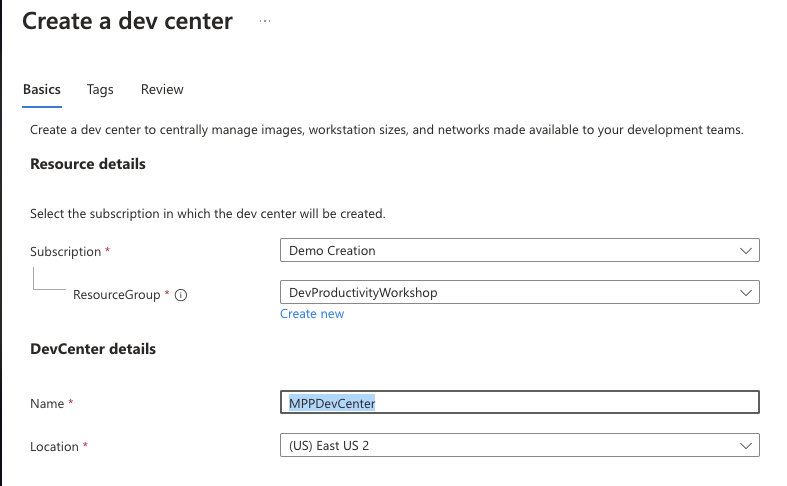 Create a dev center ...
Basics Tags Review
Create a dev center to centrally manage images, workstation sizes, and networks made available to your development teams.
Resource details
Select the subscription in which the dev center will be created.
Subscription * Demo Creation
ResourceGroup * DevProductivityWorkshop
Create new
DevCenter details
Name * MPPDevCenter
Location * (US) East US 2